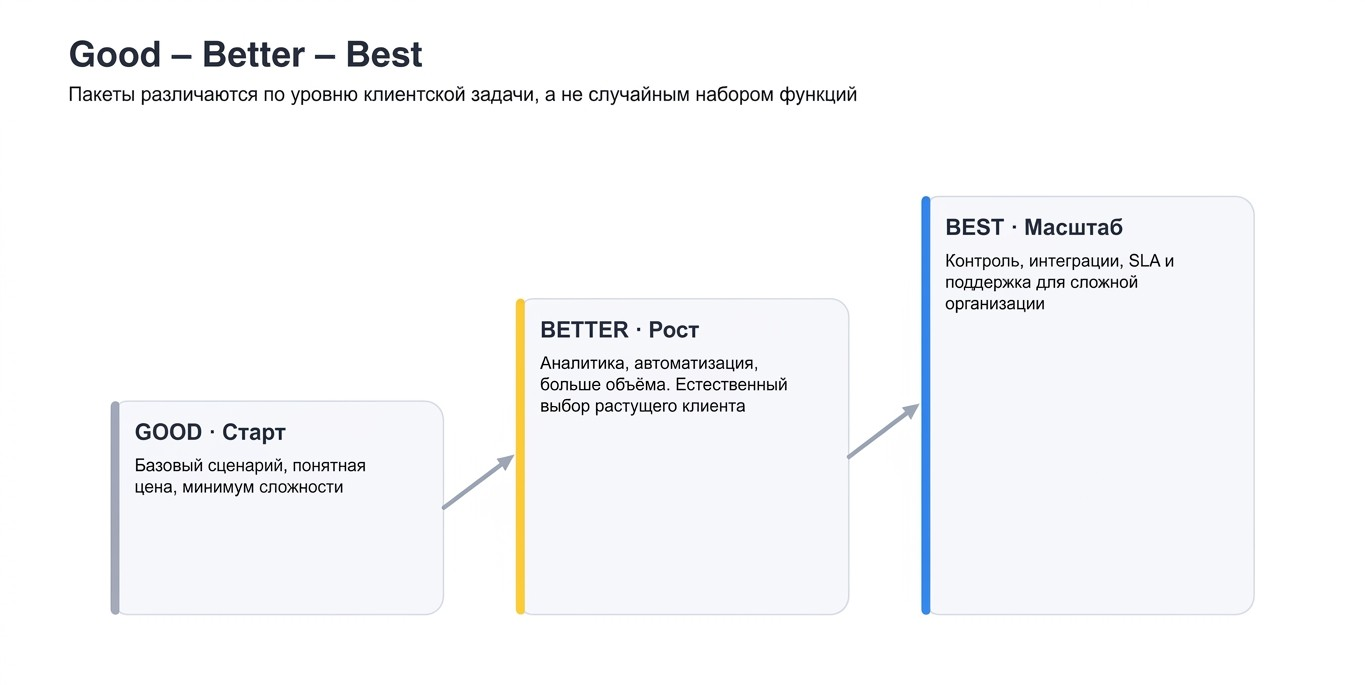 Good – Better – Best
Пакеты различаются по уровню клиентской задачи, а не случайным набором функций
GOOD · Старт
Базовый сценарий, понятная
цена, минимум сложности
BETTER · Рост
Аналитика, автоматизация,
больше объёма. Естественный
выбор растущего клиента
BEST · Масштаб
Контроль, интеграции, SLA и
поддержка для сложной
организации